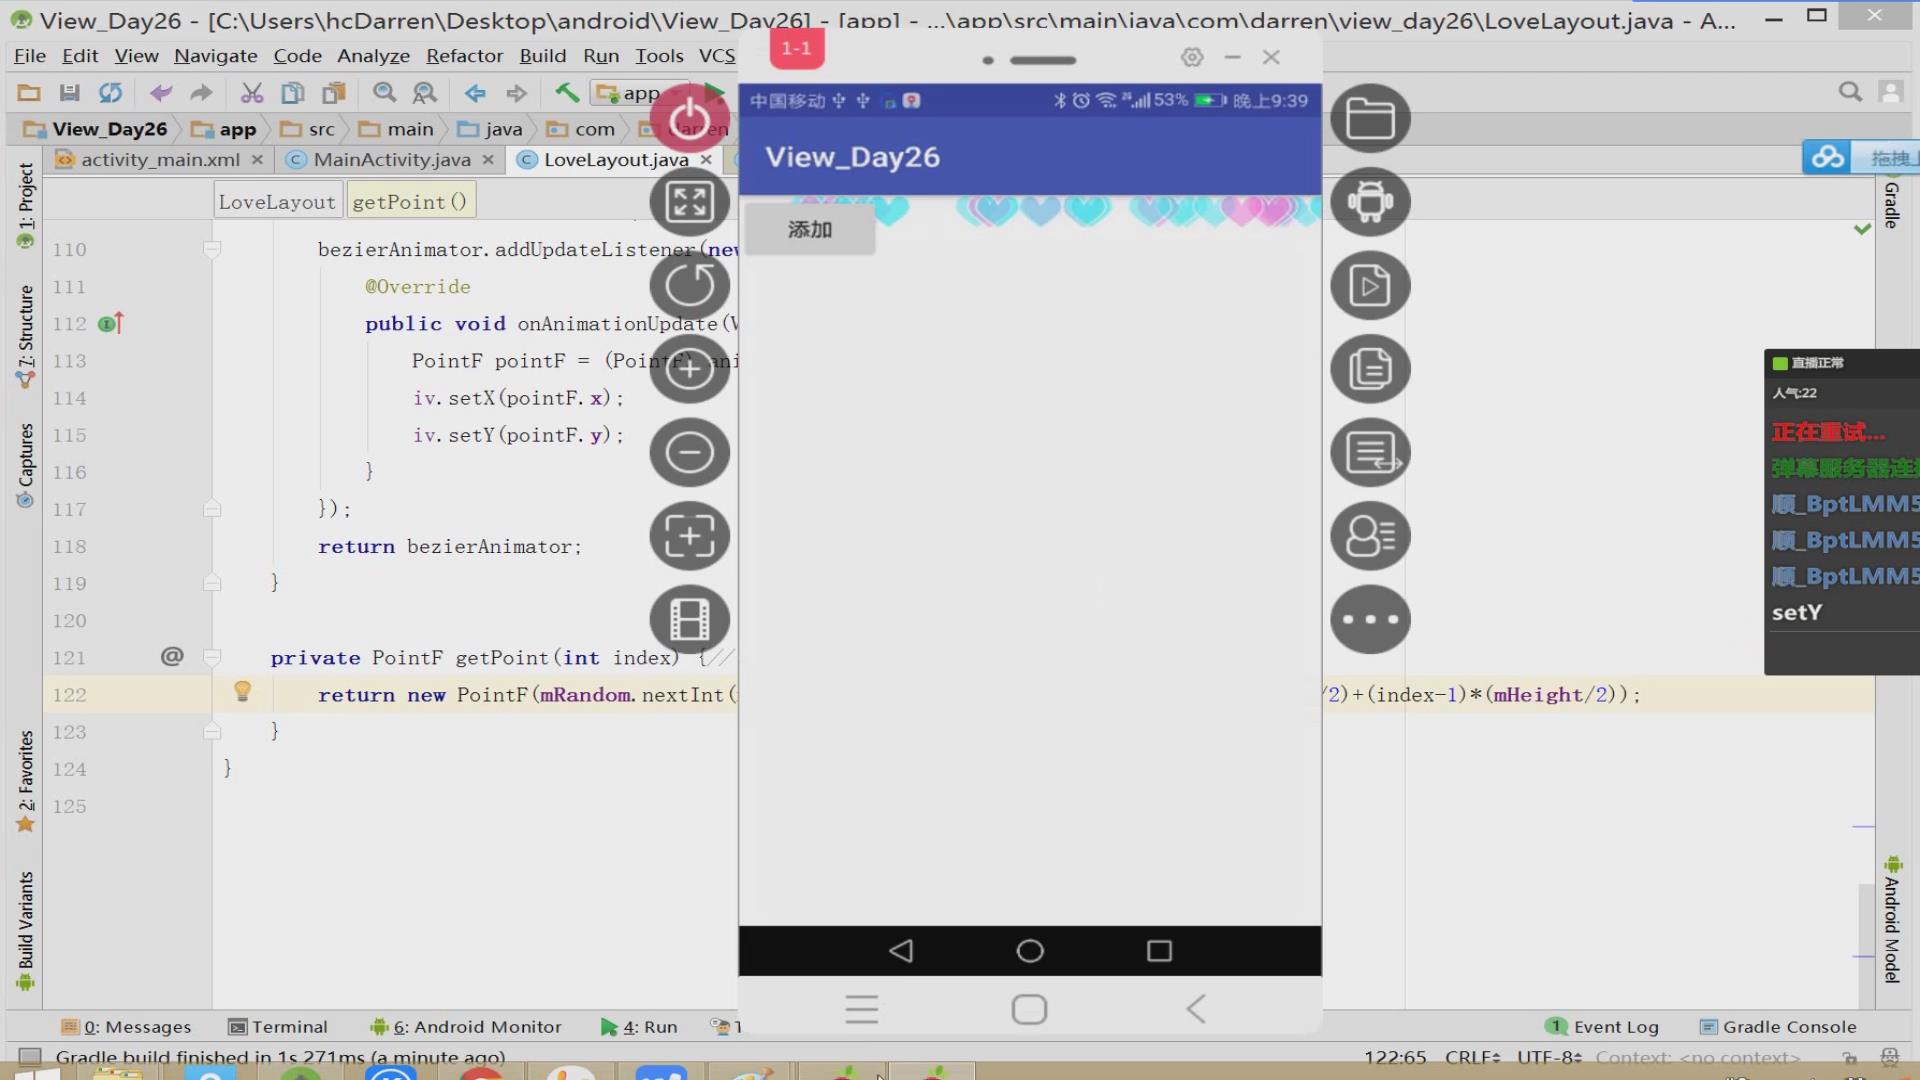 View_Day26 - [C:\Users\hcDarren\Desktop\android\View_Day26] - [app] - ...\app\src\main\java\com\darren\view_day26\LoveLayout.java - A...
File Edit View Navigate Code Analyze Refactor Build Run Tools VCS
app
View_Day26 app src main java com darren
activity_main.xml MainActivity.java LoveLayout.java
LoveLayout getPoint()
110 bezierAnimator.addUpdateListener(new
111 @Override
112 public void onAnimationUpdate(V
113 PointF pointF = (PointF) ani
114 iv.setX(pointF.x);
115 iv.setY(pointF.y);
116 }
117 });
118 return bezierAnimator;
119 }
120
121 @ private PointF getPoint(int index) {//
122 return new PointF(mRandom.nextInt( /2)+(index-1)*(mHeight/2));
123 }
124 }
125
1: Project
7: Structure
Captures
2: Favorites
Build Variants
1-1
中国移动 53% 晚上9:39
View_Day26
添加
拖拽上
Gradle
直播正常
人气:22
正在重试...
弹幕服务器连接
顺_BptLMM5
顺_BptLMM5
顺_BptLMM5
setY
Android Model
0: Messages Terminal 6: Android Monitor 4: Run 1 Event Log Gradle Console
Gradle build finished in 1s 271ms (a minute ago) 122:65 CRLF UTF-8 Context: <no context>